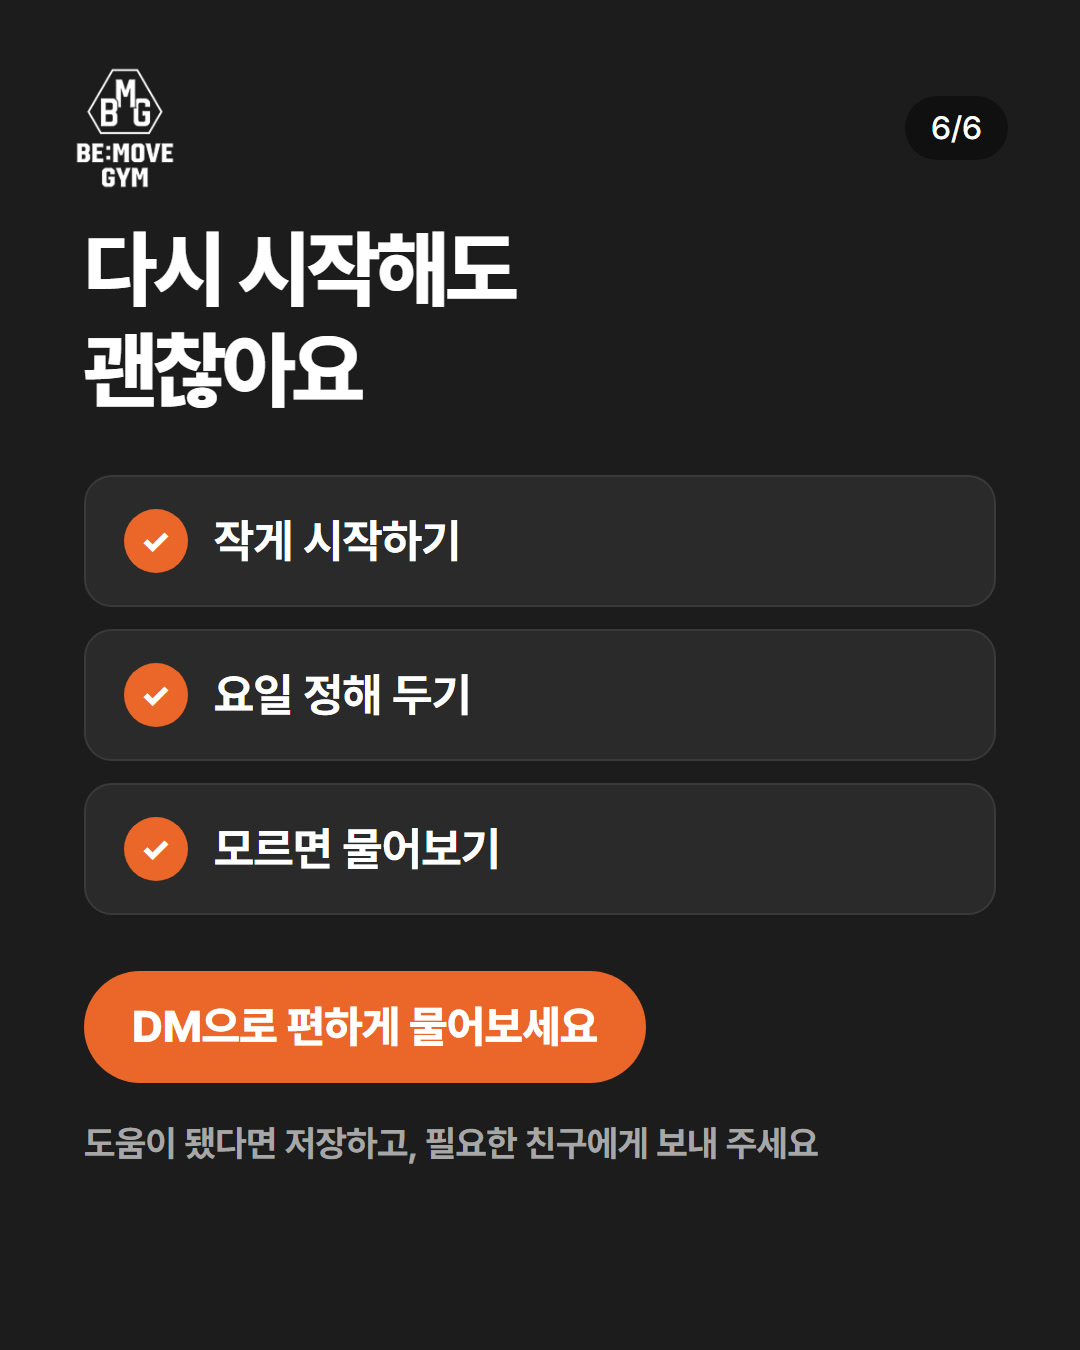 BMG
BE:MOVE
GYM
6/6
다시 시작해도
괜찮아요
작게 시작하기
요일 정해 두기
모르면 물어보기
DM으로 편하게 물어보세요
도움이 됐다면 저장하고, 필요한 친구에게 보내 주세요